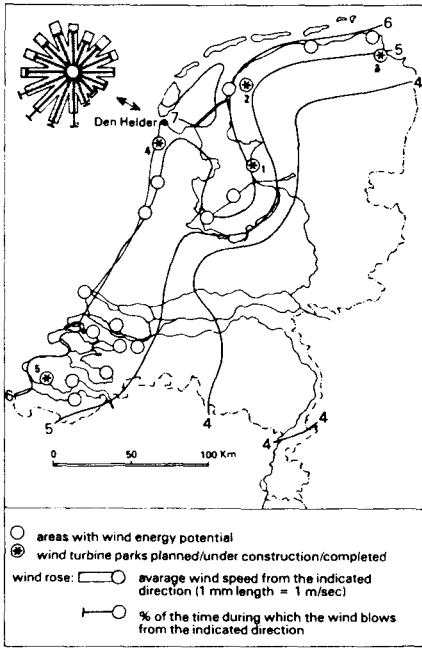 6
5
3
4
2
Den Helder
7
4
1
5
6
5
4
4
4
0 50 100 Km
areas with wind energy potential
wind turbine parks planned/under construction/completed
wind rose: avarage wind speed from the indicated
direction (1 mm length = 1 m/sec)
% of the time during which the wind blows
from the indicated direction